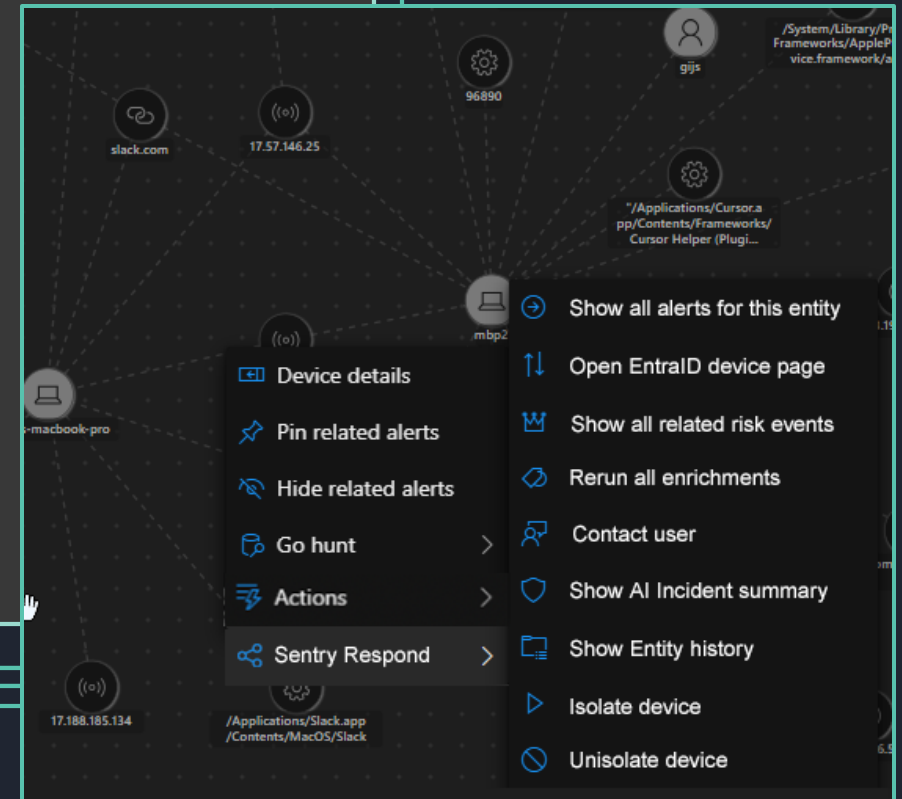 /System/Library/Pr
Frameworks/AppleP
vice.framework/a
gijs
96890
slack.com
17.57.146.25
"/Applications/Cursor.a
pp/Contents/Frameworks/
Cursor Helper (Plugi...
mbp2
s-macbook-pro
Device details
Pin related alerts
Hide related alerts
Go hunt
Actions
Sentry Respond
Show all alerts for this entity
Open EntraID device page
Show all related risk events
Rerun all enrichments
Contact user
Show AI Incident summary
Show Entity history
Isolate device
Unisolate device
17.188.185.134
/Applications/Slack.app
/Contents/MacOS/Slack